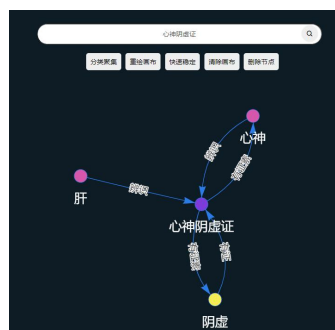 心神阴虚证
分类聚集 重绘画布 快速稳定 清除画布 删除节点
心神
肝
心神阴虚证
阴虚